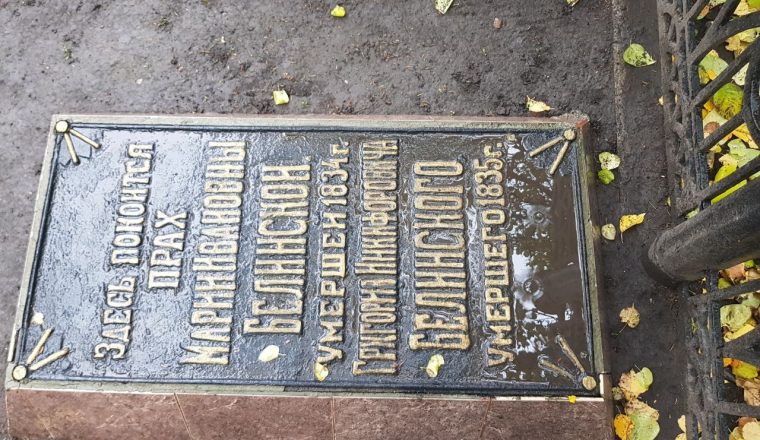 ЗДЕСЬ ПОКОИТСЯ
ПРАХ
МАРИИ ИВАНОВНЫ
БЕЛИНСКОЙ.
УМЕРШЕЙ 1834 г.
ГРИГОРИЯ НИКИФОРОВИЧА
БЕЛИНСКОГО
УМЕРШЕГО 1835 г.